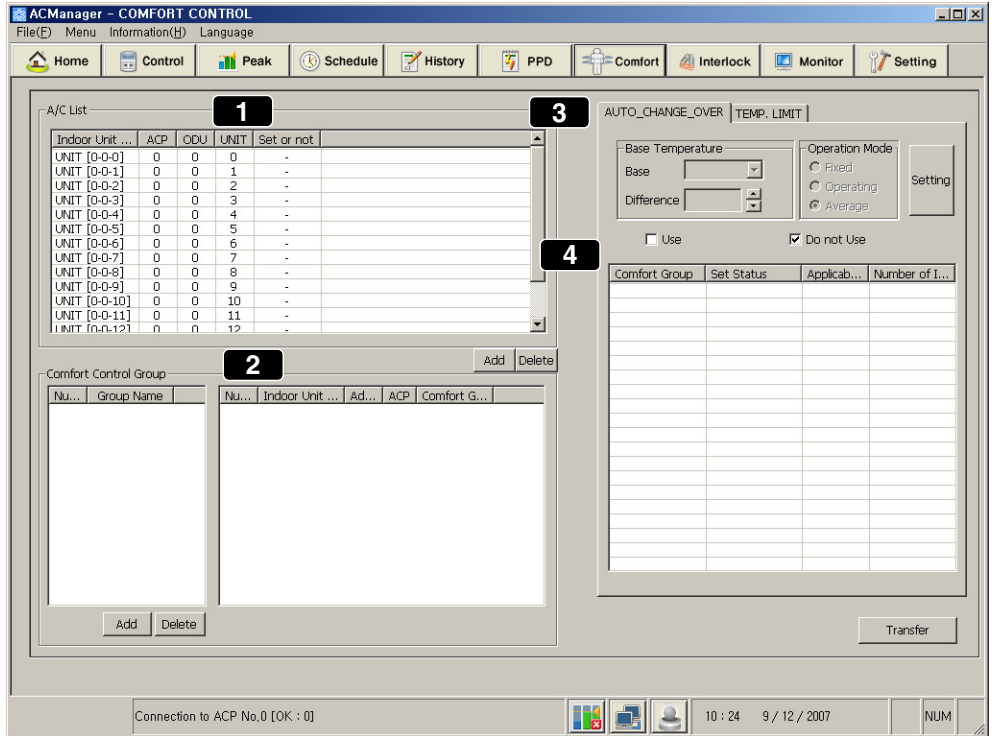 ACManager - COMFORT CONTROL
File(F) Menu Information(H) Language
Home Control Peak Schedule History PPD Comfort Interlock Monitor Setting
A/C List
1
Indoor Unit ... ACP ODU UNIT Set or not
UNIT [0-0-0] 0 0 0 -
UNIT [0-0-1] 0 0 1 -
UNIT [0-0-2] 0 0 2 -
UNIT [0-0-3] 0 0 3 -
UNIT [0-0-4] 0 0 4 -
UNIT [0-0-5] 0 0 5 -
UNIT [0-0-6] 0 0 6 -
UNIT [0-0-7] 0 0 7 -
UNIT [0-0-8] 0 0 8 -
UNIT [0-0-9] 0 0 9 -
UNIT [0-0-10] 0 0 10 -
UNIT [0-0-11] 0 0 11 -
UNIT [0-0-12] 0 0 12 -
Add Delete
2
Comfort Control Group
Nu... Group Name
Nu... Indoor Unit ... Ad... ACP Comfort G...
Add Delete
3
AUTO_CHANGE_OVER TEMP. LIMIT
Base Temperature
Base
Difference
Operation Mode
Fixed
Operating
Average
Setting
Use Do not Use
4
Comfort Group Set Status Applicab... Number of I...
Transfer
Connection to ACP No,0 [OK : 0] 10 : 24 9 / 12 / 2007 NUM